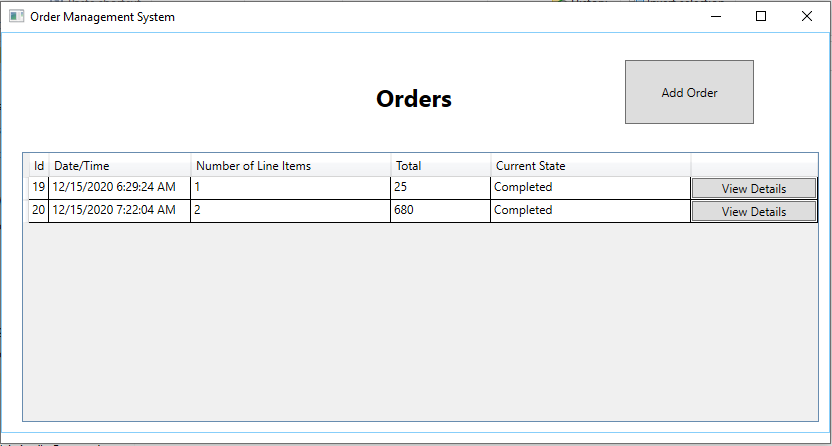 Order Management System
Orders
Add Order
Id Date/Time Number of Line Items Total Current State
19 12/15/2020 6:29:24 AM 1 25 Completed View Details
20 12/15/2020 7:22:04 AM 2 680 Completed View Details